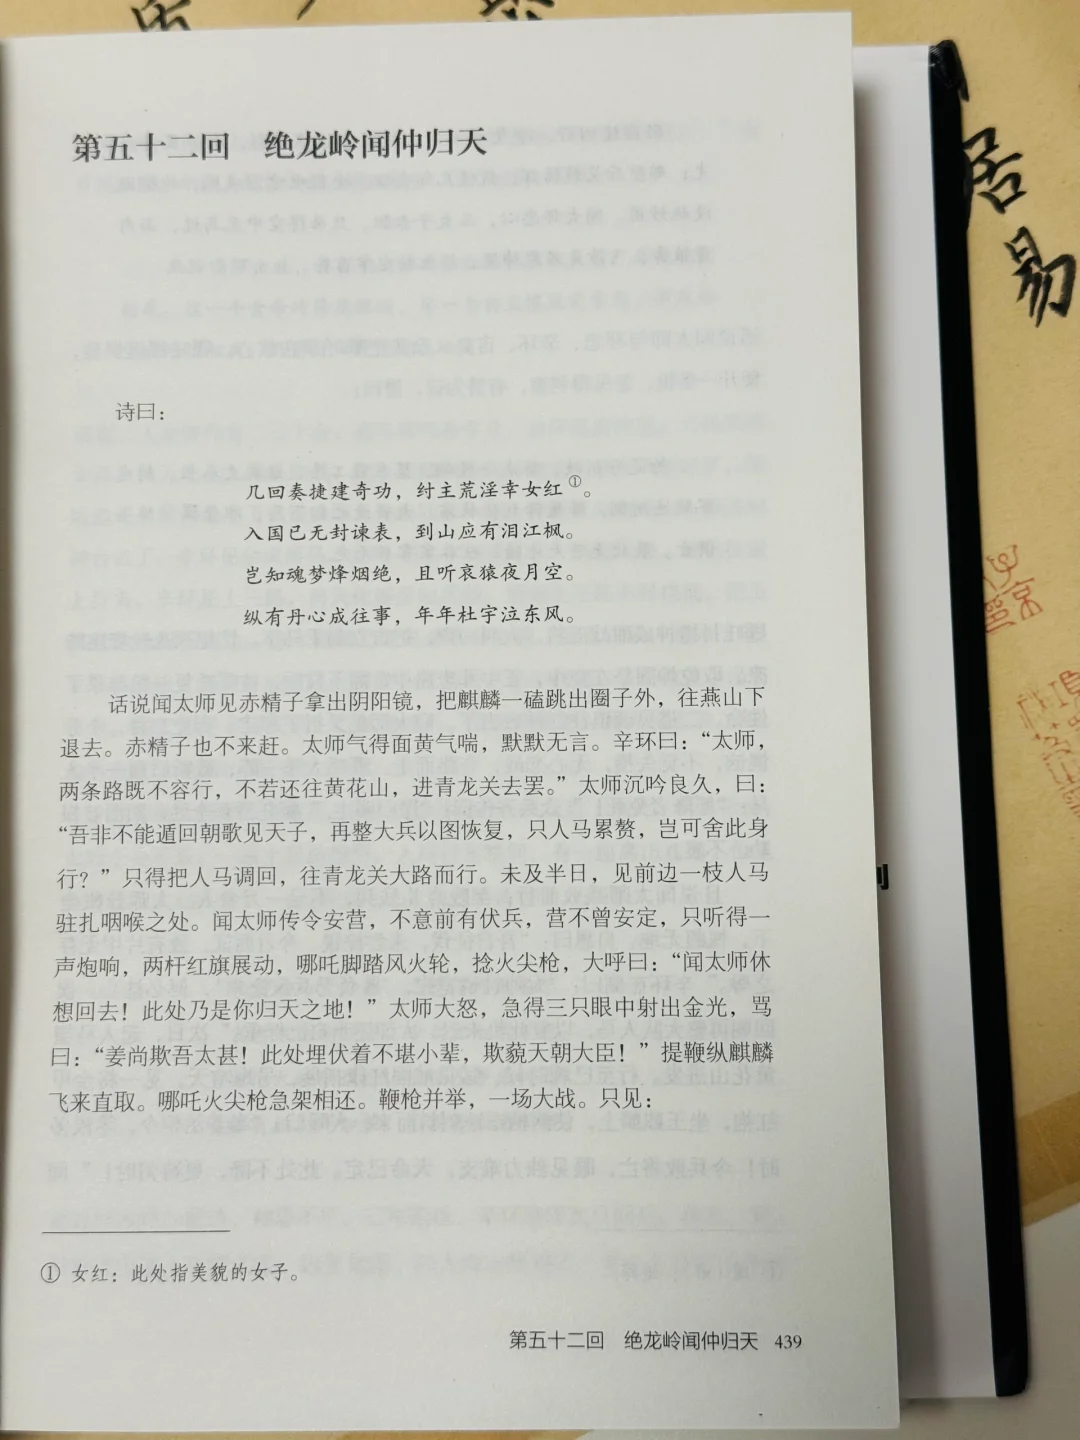 居
易
第五十二回 绝龙岭闻仲归天
诗曰：
几回奏捷建奇功，纣主荒淫幸女红①。
入国已无封谏表，到山应有泪江枫。
岂知魂梦烽烟绝，且听哀猿夜月空。
纵有丹心成往事，年年杜宇泣东风。
话说闻太师见赤精子拿出阴阳镜，把麒麟一磕跳出圈子外，往燕山下
退去。赤精子也不来赶。太师气得面黄气喘，默默无言。辛环曰：“太师，
两条路既不容行，不若还往黄花山，进青龙关去罢。”太师沉吟良久，曰：
“吾非不能遁回朝歌见天子，再整大兵以图恢复，只人马累赘，岂可舍此身
行？”只得把人马调回，往青龙关大路而行。未及半日，见前边一枝人马
驻扎咽喉之处。闻太师传令安营，不意前有伏兵，营不曾安定，只听得一
声炮响，两杆红旗展动，哪吒脚踏风火轮，捻火尖枪，大呼曰：“闻太师休
想回去！此处乃是你归天之地！”太师大怒，急得三只眼中射出金光，骂
曰：“姜尚欺吾太甚！此处埋伏着不堪小辈，欺藐天朝大臣！”提鞭纵麒麟
飞来直取。哪吒火尖枪急架相还。鞭枪并举，一场大战。只见：
① 女红：此处指美貌的女子。
第五十二回 绝龙岭闻仲归天 439